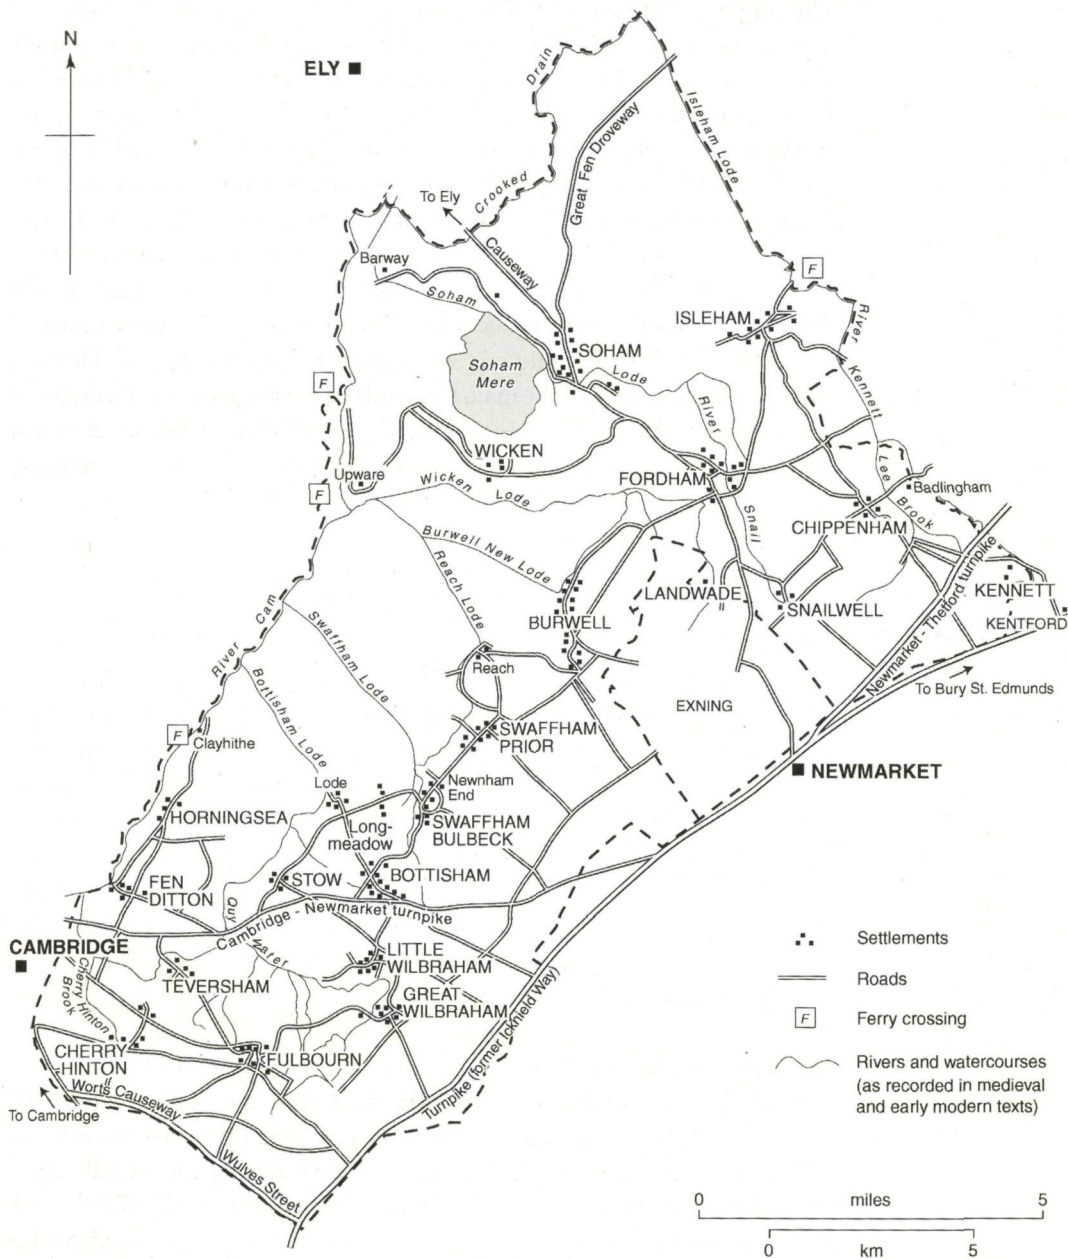 N
ELY
Drain
Isleham Lode
Great Fen Droveway
Crooked
To Ely
Causeway
Barway
F
Soham
ISLEHAM
River
SOHAM
Lode
Soham
Mere
Kennett
F
River
WICKEN
Lee
Upware
Wicken
Lode
FORDHAM
Badlingham
F
Brook
CHIPPENHAM
Snail
Burwell New Lode
Reach Lode
LANDWADE
KENNETT
SNAILWELL
BURWELL
KENTFORD
Newmarket - Thetford turnpike
River Cam
Swaffham Lode
Reach
To Bury St. Edmunds
Bottisham Lode
EXNING
F
Clayhithe
SWAFFHAM
PRIOR
NEWMARKET
Lode
Newnham
End
HORNINGSEA
Long-
meadow
SWAFFHAM
BULBECK
FEN
DITTON
STOW
BOTTISHAM
Quy Water
Cambridge - Newmarket turnpike
CAMBRIDGE
LITTLE
WILBRAHAM
TEVERSHAM
GREAT
WILBRAHAM
Cherry Hinton
Brook
CHERRY
HINTON
FULBOURN
Turnpike (former Icknield Way)
Worts Causeway
To Cambridge
Wulves Street
Settlements
Roads
F
Ferry crossing
Rivers and watercourses
(as recorded in medieval
and early modern texts)
0 miles 5
0 km 5